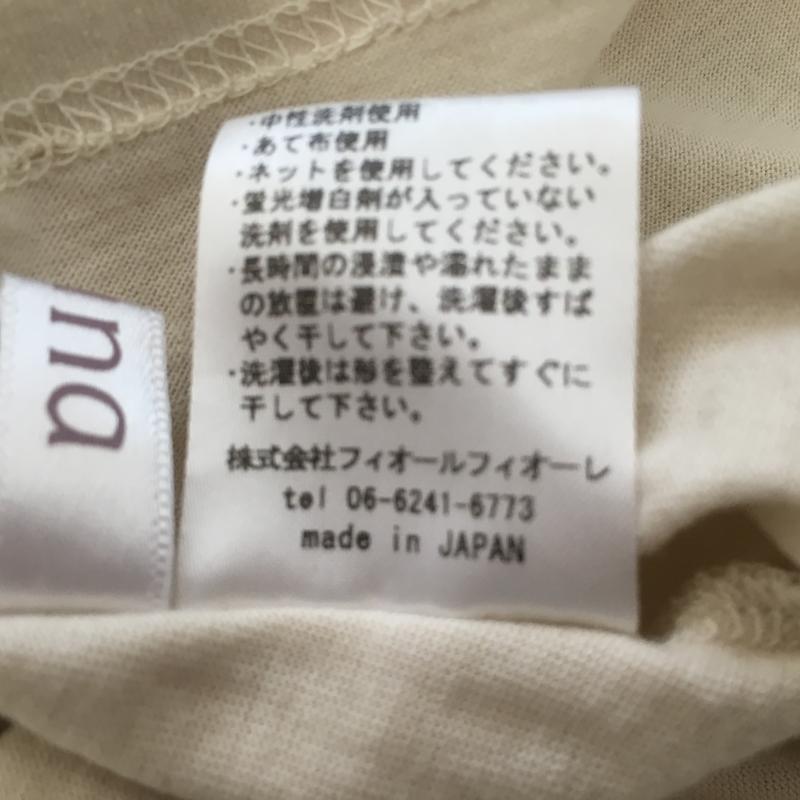 ・中性洗剤使用
・あて布使用
・ネットを使用してください。
・蛍光増白剤が入っていない
洗剤を使用してください。
・長時間の浸漬や濡れたまま
の放置は避け、洗濯後すば
やく干して下さい。
・洗濯後は形を整えてすぐに
干して下さい。
株式会社フィオールフィオーレ
tel 06-6241-6773
made in JAPAN
na